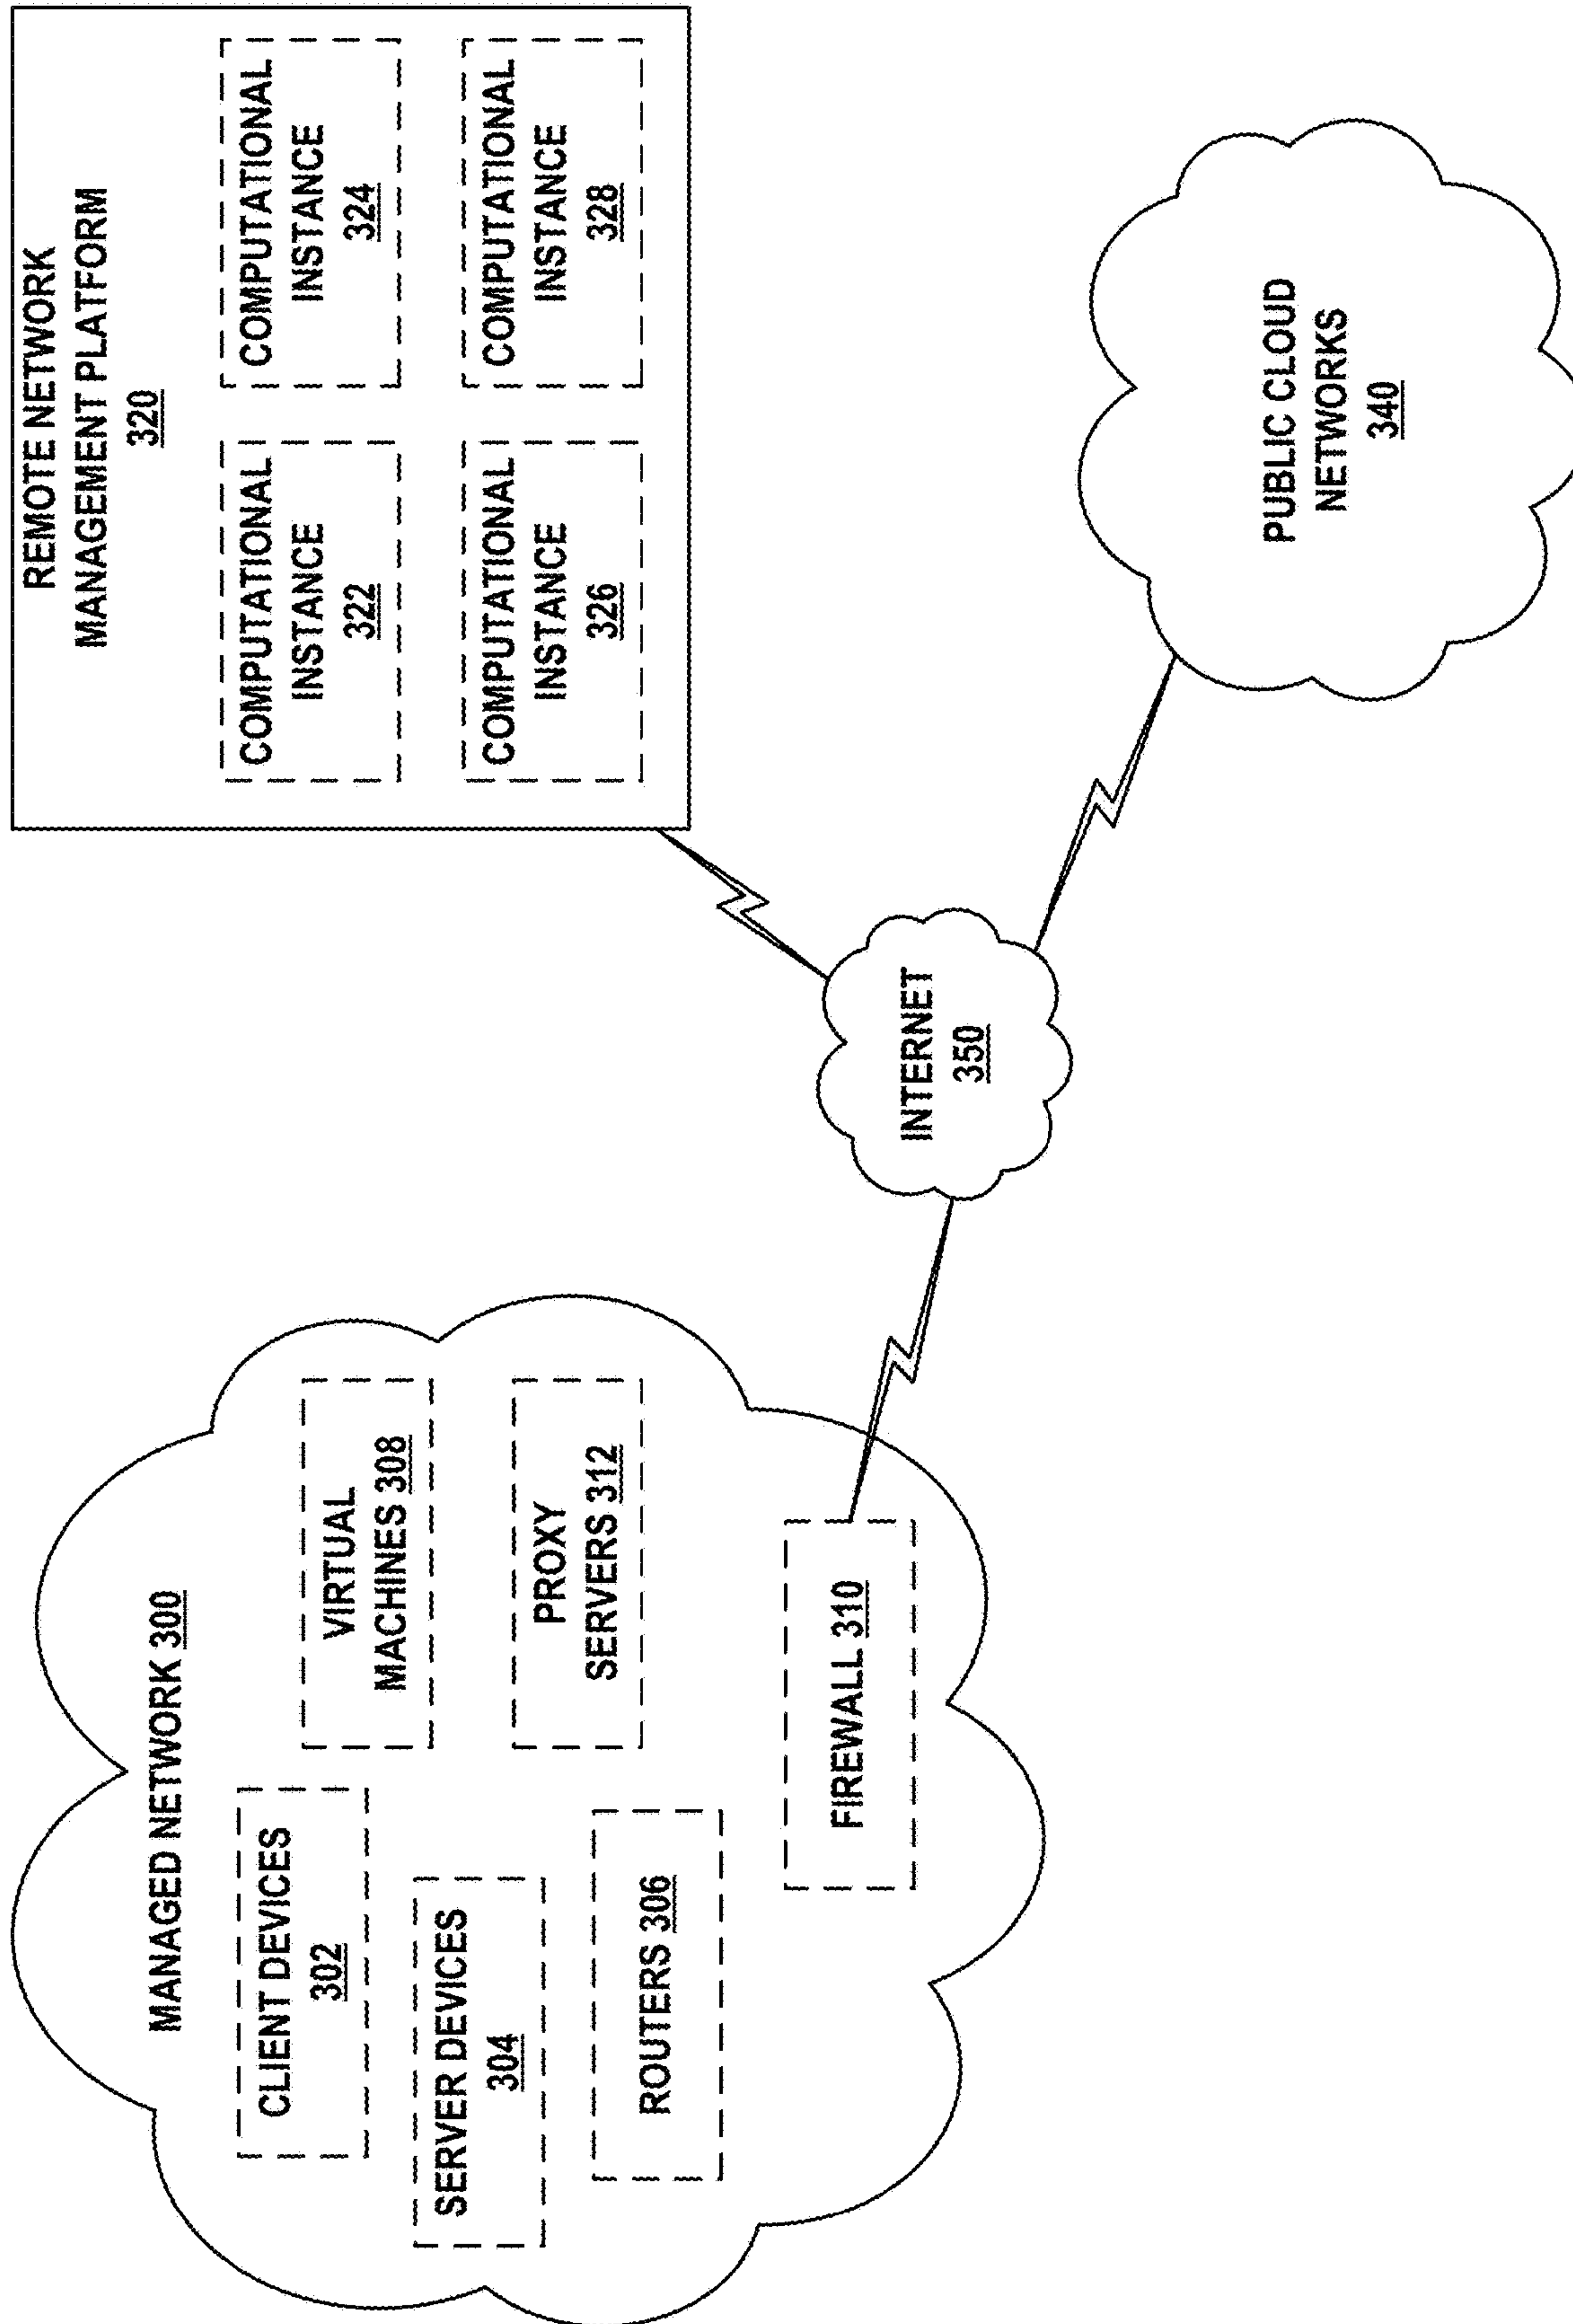 MANAGED NETWORK 300
CLIENT DEVICES
302
SERVER DEVICES
304
ROUTERS 306
VIRTUAL
MACHINES 308
PROXY
SERVERS 312
FIREWALL 310
INTERNET
350
REMOTE NETWORK
MANAGEMENT PLATFORM
320
COMPUTATIONAL
INSTANCE
322
COMPUTATIONAL
INSTANCE
324
COMPUTATIONAL
INSTANCE
326
COMPUTATIONAL
INSTANCE
328
PUBLIC CLOUD
NETWORKS
340